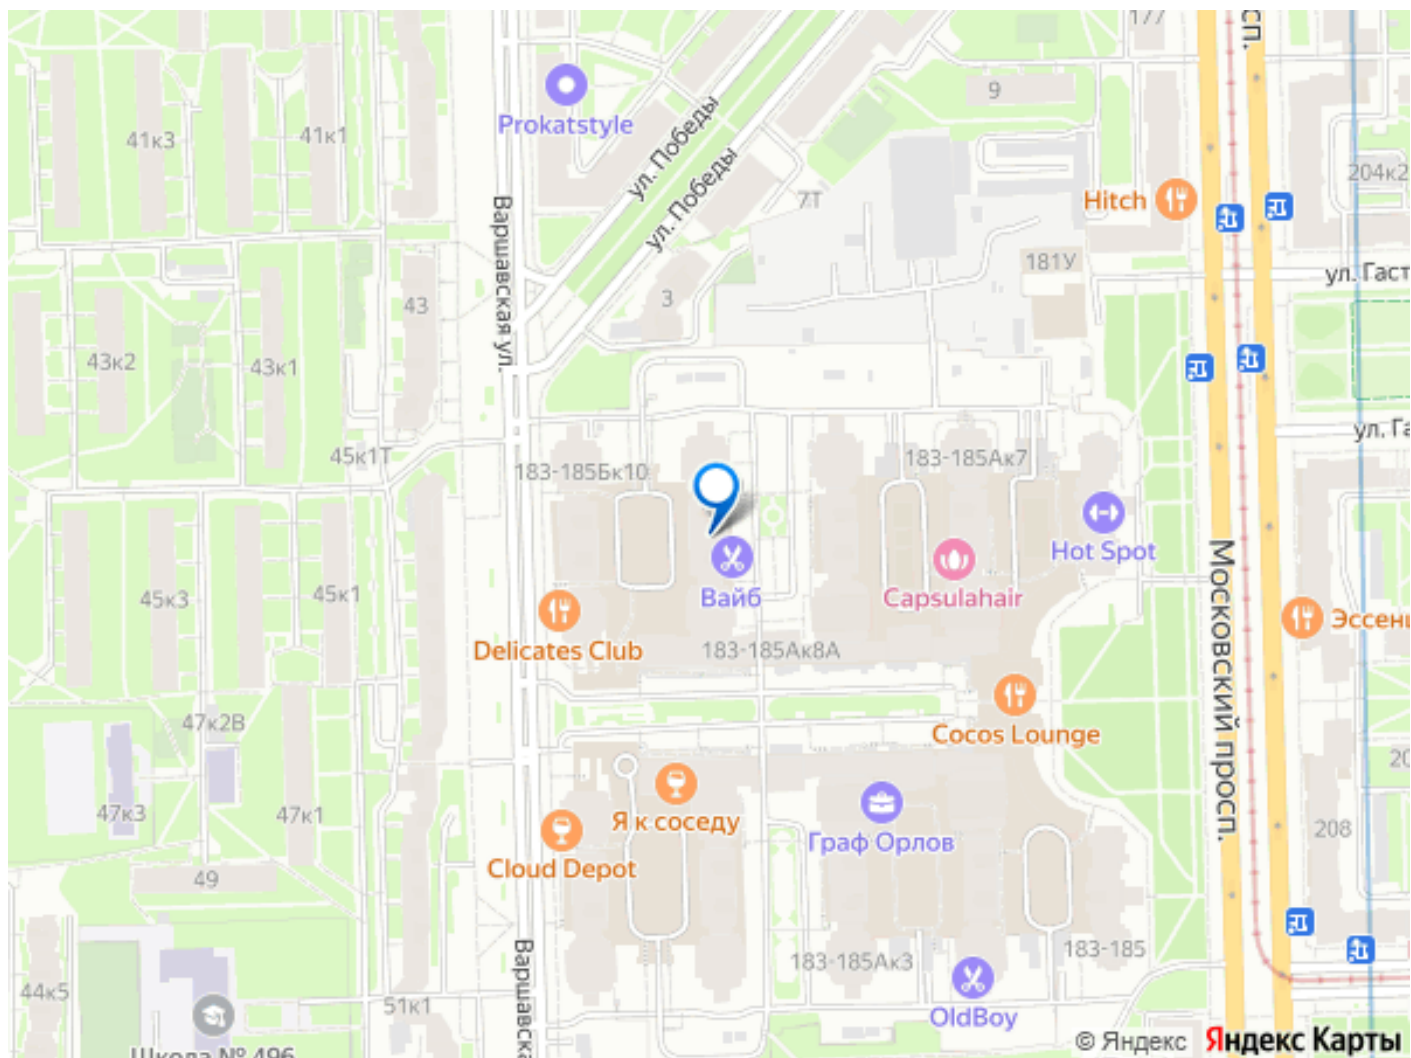 177
сп.
9
Prokatstyle
41к3
41к1
ул. Победы
ул. Победы
204к2
7Т
Hitch
Варшавская ул.
181У
ул. Гаст
43
3
43к2
43к1
ул. Га
45к1Т
183-185Бк10
183-185Ак7
Hot Spot
Вайб
Capsulahair
45к3
45к1
Московский просп.
Эссенц
Delicates Club
183-185Ак8А
47к2В
Cocos Lounge
20
47к3
47к1
Я к соседу
Граф Орлов
208
Cloud Depot
49
Варшавска
183-185Ак3
183-185
44к5
51к1
OldBoy
Школа № 496
© Яндекс Яндекс Карты